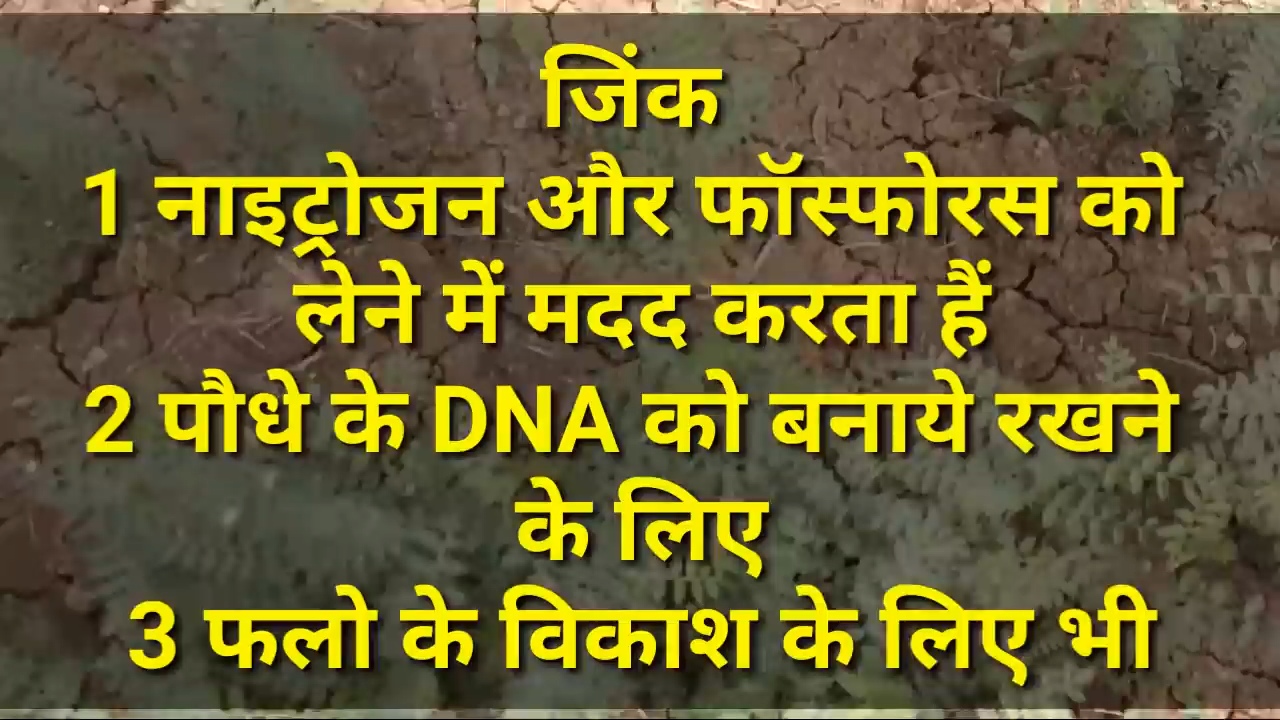 जिंक
1 नाइट्रोजन और फॉस्फोरस को
लेने में मदद करता हैं
2 पौधे के DNA को बनाये रखने
के लिए
3 फलो के विकाश के लिए भी